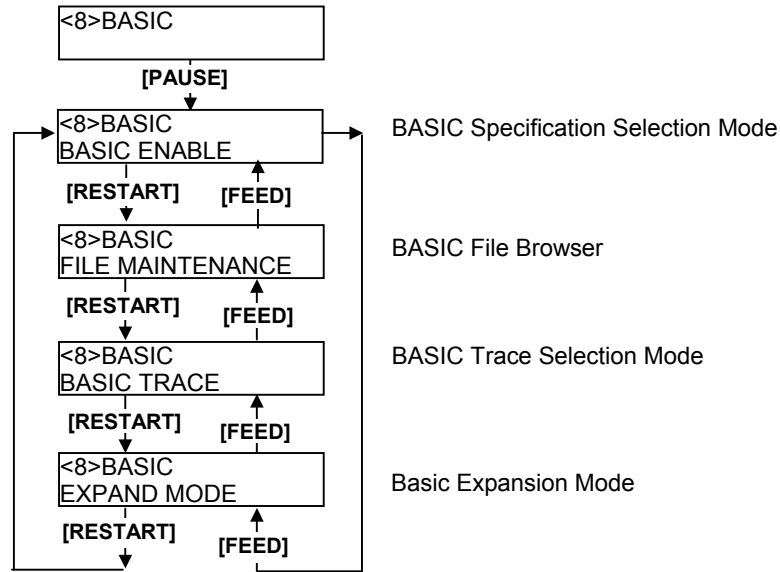 <8>BASIC
[PAUSE]
<8>BASIC
BASIC ENABLE
BASIC Specification Selection Mode
[RESTART]
[FEED]
<8>BASIC
FILE MAINTENANCE
BASIC File Browser
[RESTART]
[FEED]
<8>BASIC
BASIC TRACE
BASIC Trace Selection Mode
[RESTART]
[FEED]
<8>BASIC
EXPAND MODE
Basic Expansion Mode
[RESTART]
[FEED]